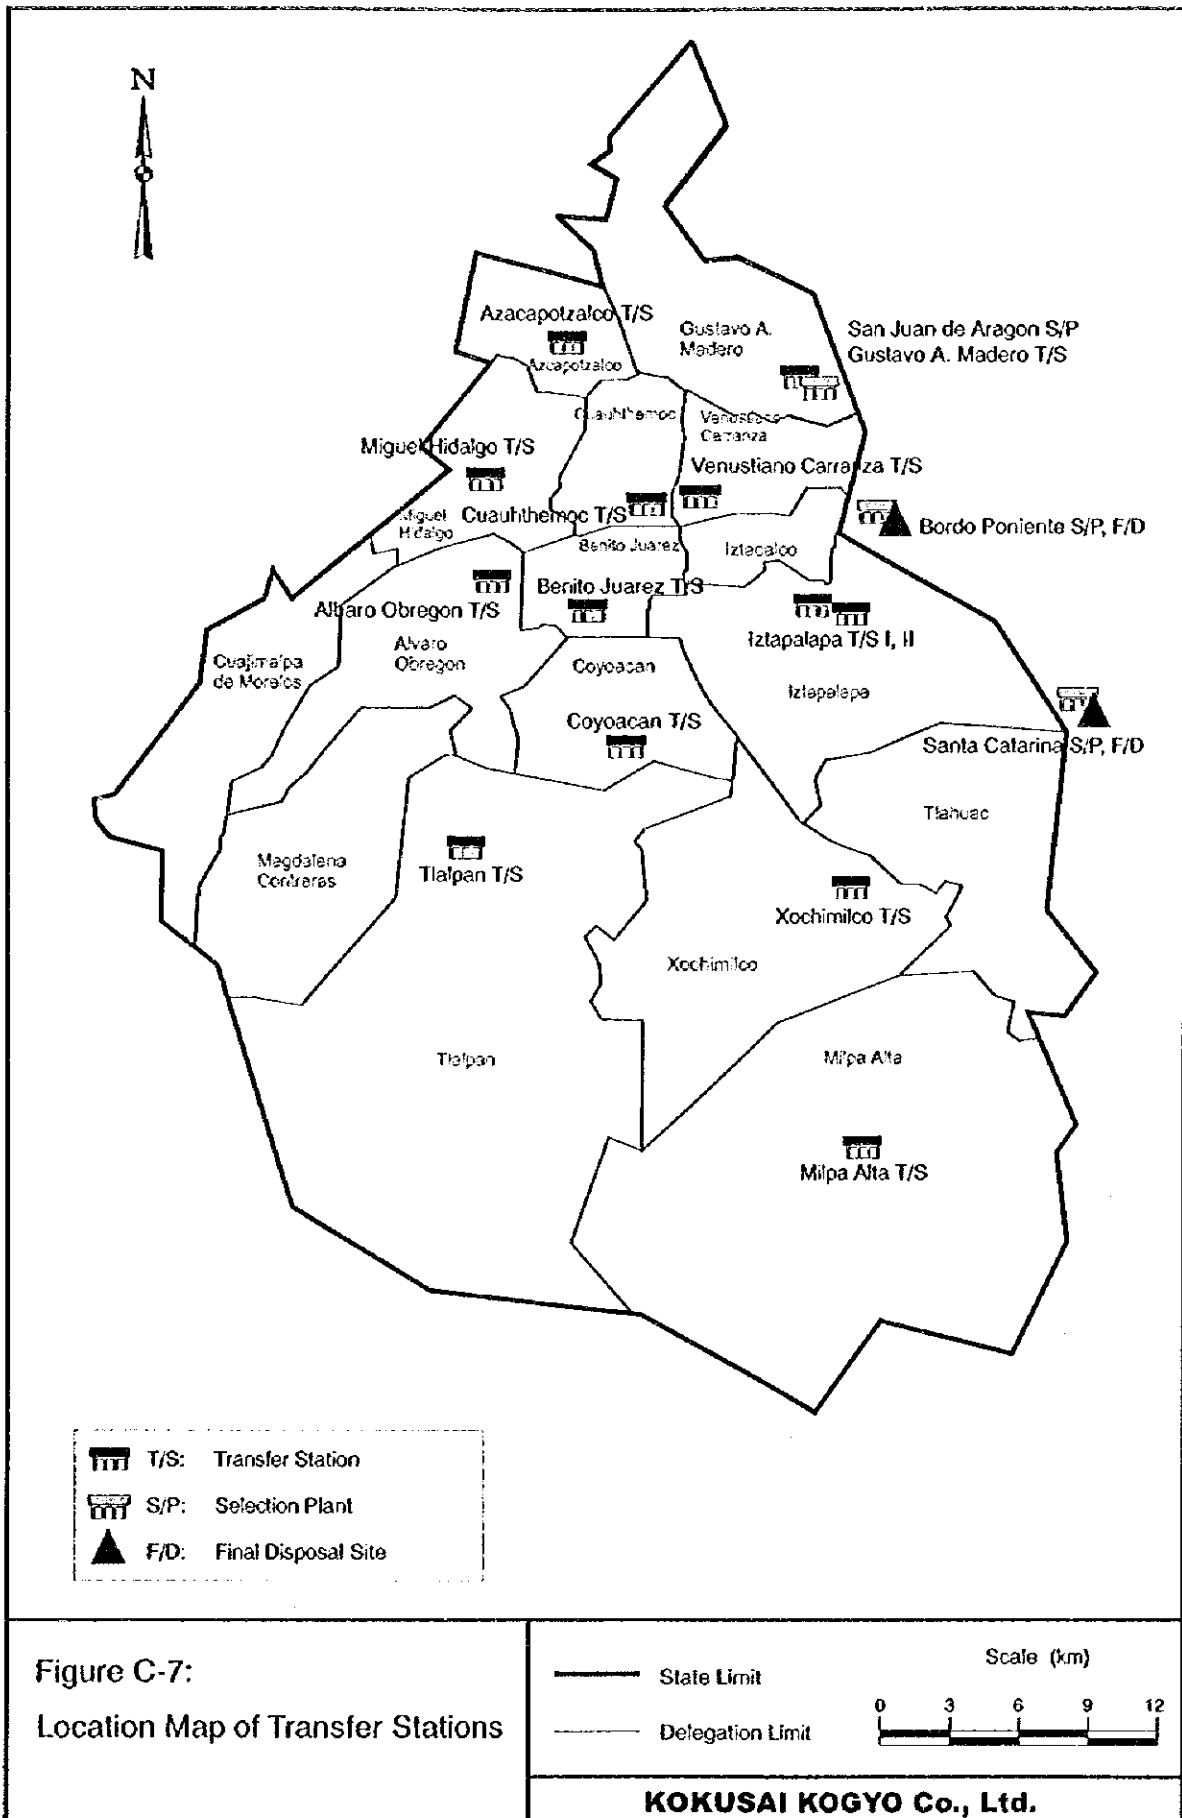 N
Azacapotzalco T/S
Azcapotzalco
Gustavo A.
Madero
San Juan de Aragon S/P
Gustavo A. Madero T/S
Cuauhthemoc
Venustiano
Carranza
Miguel Hidalgo T/S
Venustiano Carranza T/S
Cuauhthemoc T/S
Miguel
Hidalgo
Benito Juarez
Iztacalco
Bordo Poniente S/P, F/D
Albaro Obregon T/S
Benito Juarez T/S
Iztapalapa T/S I, II
Alvaro
Obregon
Cuajimalpa
de Morelos
Coyoacan
Iztapalapa
Coyoacan T/S
Santa Catarina S/P, F/D
Tlahuac
Magdalena
Contreras
Tlalpan T/S
Xochimilco T/S
Xochimilco
Tlalpan
Milpa Alta
Milpa Alta T/S
T/S: Transfer Station
S/P: Selection Plant
F/D: Final Disposal Site
Figure C-7:
Location Map of Transfer Stations
State Limit
Delegation Limit
Scale (km)
0 3 6 9 12
KOKUSAI KOGYO Co., Ltd.